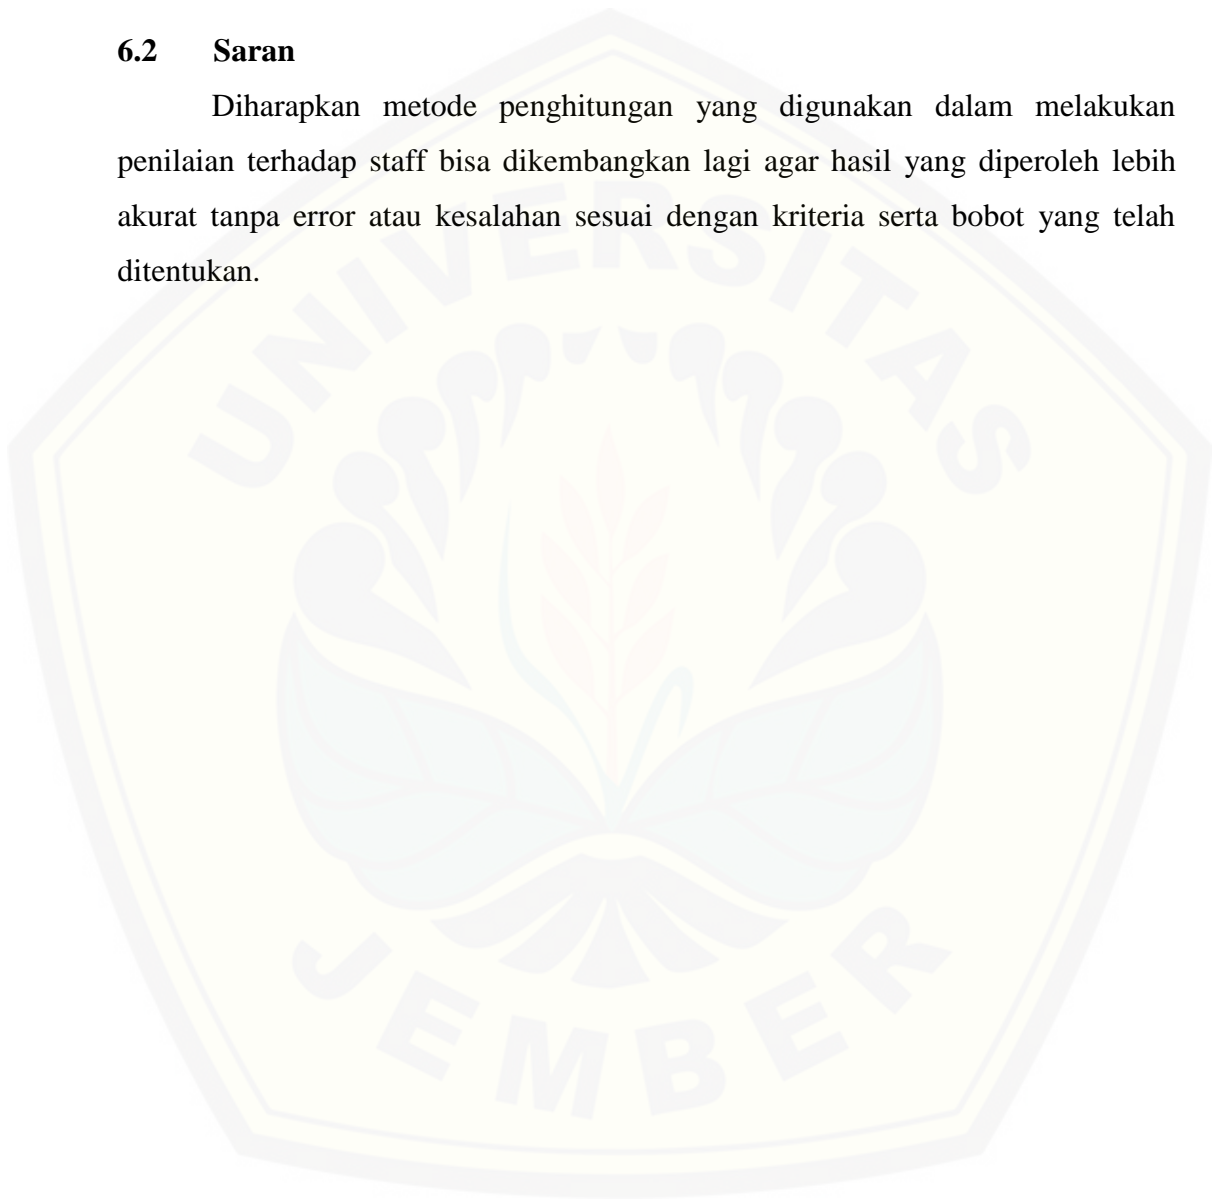 6.2 Saran
Diharapkan metode penghitungan yang digunakan dalam melakukan
penilaian terhadap staff bisa dikembangkan lagi agar hasil yang diperoleh lebih
akurat tanpa error atau kesalahan sesuai dengan kriteria serta bobot yang telah
ditentukan.
UNIVERSITAS
JEMBER